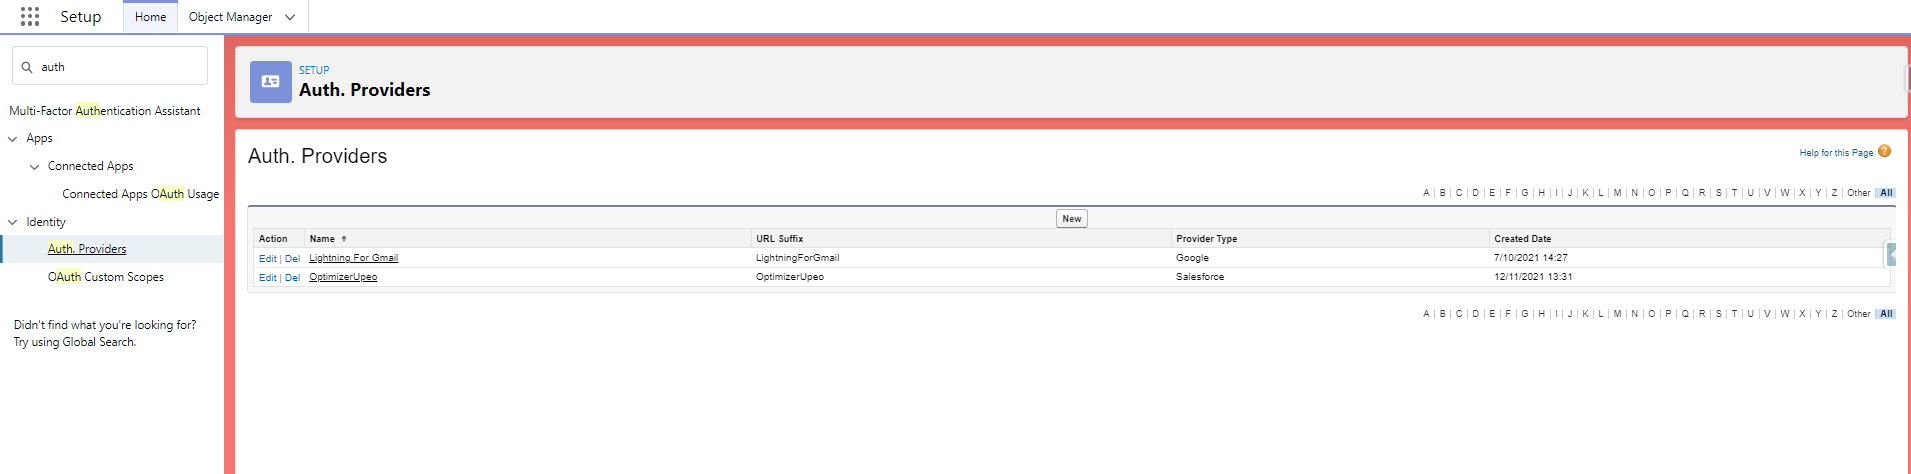 Setup Home Object Manager
auth
Multi-Factor Authentication Assistant
Apps
Connected Apps
Connected Apps OAuth Usage
Identity
Auth. Providers
OAuth Custom Scopes
Didn't find what you're looking for?
Try using Global Search.
SETUP
Auth. Providers
Auth. Providers
Help for this Page ?
A | B | C | D | E | F | G | H | I | J | K | L | M | N | O | P | Q | R | S | T | U | V | W | X | Y | Z | Other | All
New
Action Name URL Suffix Provider Type Created Date
Edit | Del Lightning For Gmail LightningForGmail Google 7/10/2021 14:27
Edit | Del OptimizerUpeo OptimizerUpeo Salesforce 12/11/2021 13:31
A | B | C | D | E | F | G | H | I | J | K | L | M | N | O | P | Q | R | S | T | U | V | W | X | Y | Z | Other | All